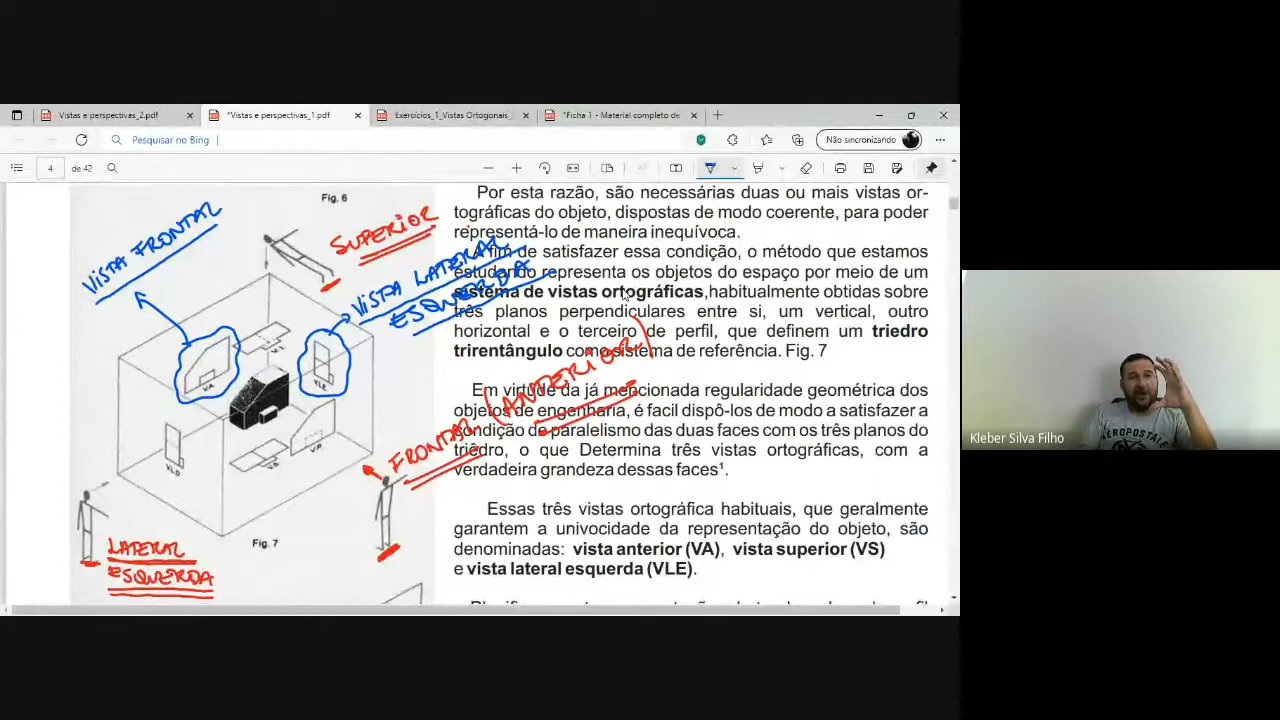 Vistas e perspectivas_2.pdf
*Vistas e perspectivas_1.pdf
Exercícios_1_Vistas Ortogonais_
*Ficha 1 - Material completo de
Pesquisar no Bing
Não sincronizando
4
de 42
Fig. 6
VISTA FRONTAL
SUPERIOR
VISTA LATERAL
ESQUERDA
VA
VI
VLE
VLD
VS
VP
FRONTAL (ANTERIOR)
LATERAL
ESQUERDA
Fig. 7
Por esta razão, são necessárias duas ou mais vistas or-
tográficas do objeto, dispostas de modo coerente, para poder
representá-lo de maneira inequívoca.
A fim de satisfazer essa condição, o método que estamos
estudando representa os objetos do espaço por meio de um
sistema de vistas ortográficas,habitualmente obtidas sobre
três planos perpendiculares entre si, um vertical, outro
horizontal e o terceiro de perfil, que definem um triedro
trirentângulo como sistema de referência. Fig. 7
Em virtude da já mencionada regularidade geométrica dos
objetos de engenharia, é facil dispô-los de modo a satisfazer a
condição de paralelismo das duas faces com os três planos do
triedro, o que Determina três vistas ortográficas, com a
verdadeira grandeza dessas faces¹.
Essas três vistas ortográfica habituais, que geralmente
garantem a univocidade da representação do objeto, são
denominadas: vista anterior (VA), vista superior (VS)
e vista lateral esquerda (VLE).
Kleber Silva Filho
AÉROPOSTALE